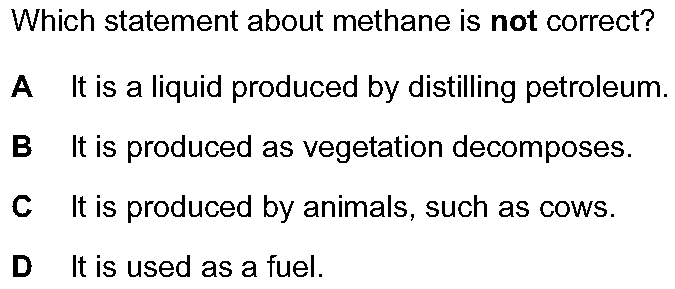 Which statement about methane is not correct?
A It is a liquid produced by distilling petroleum.
B It is produced as vegetation decomposes.
C It is produced by animals, such as cows.
D It is used as a fuel.